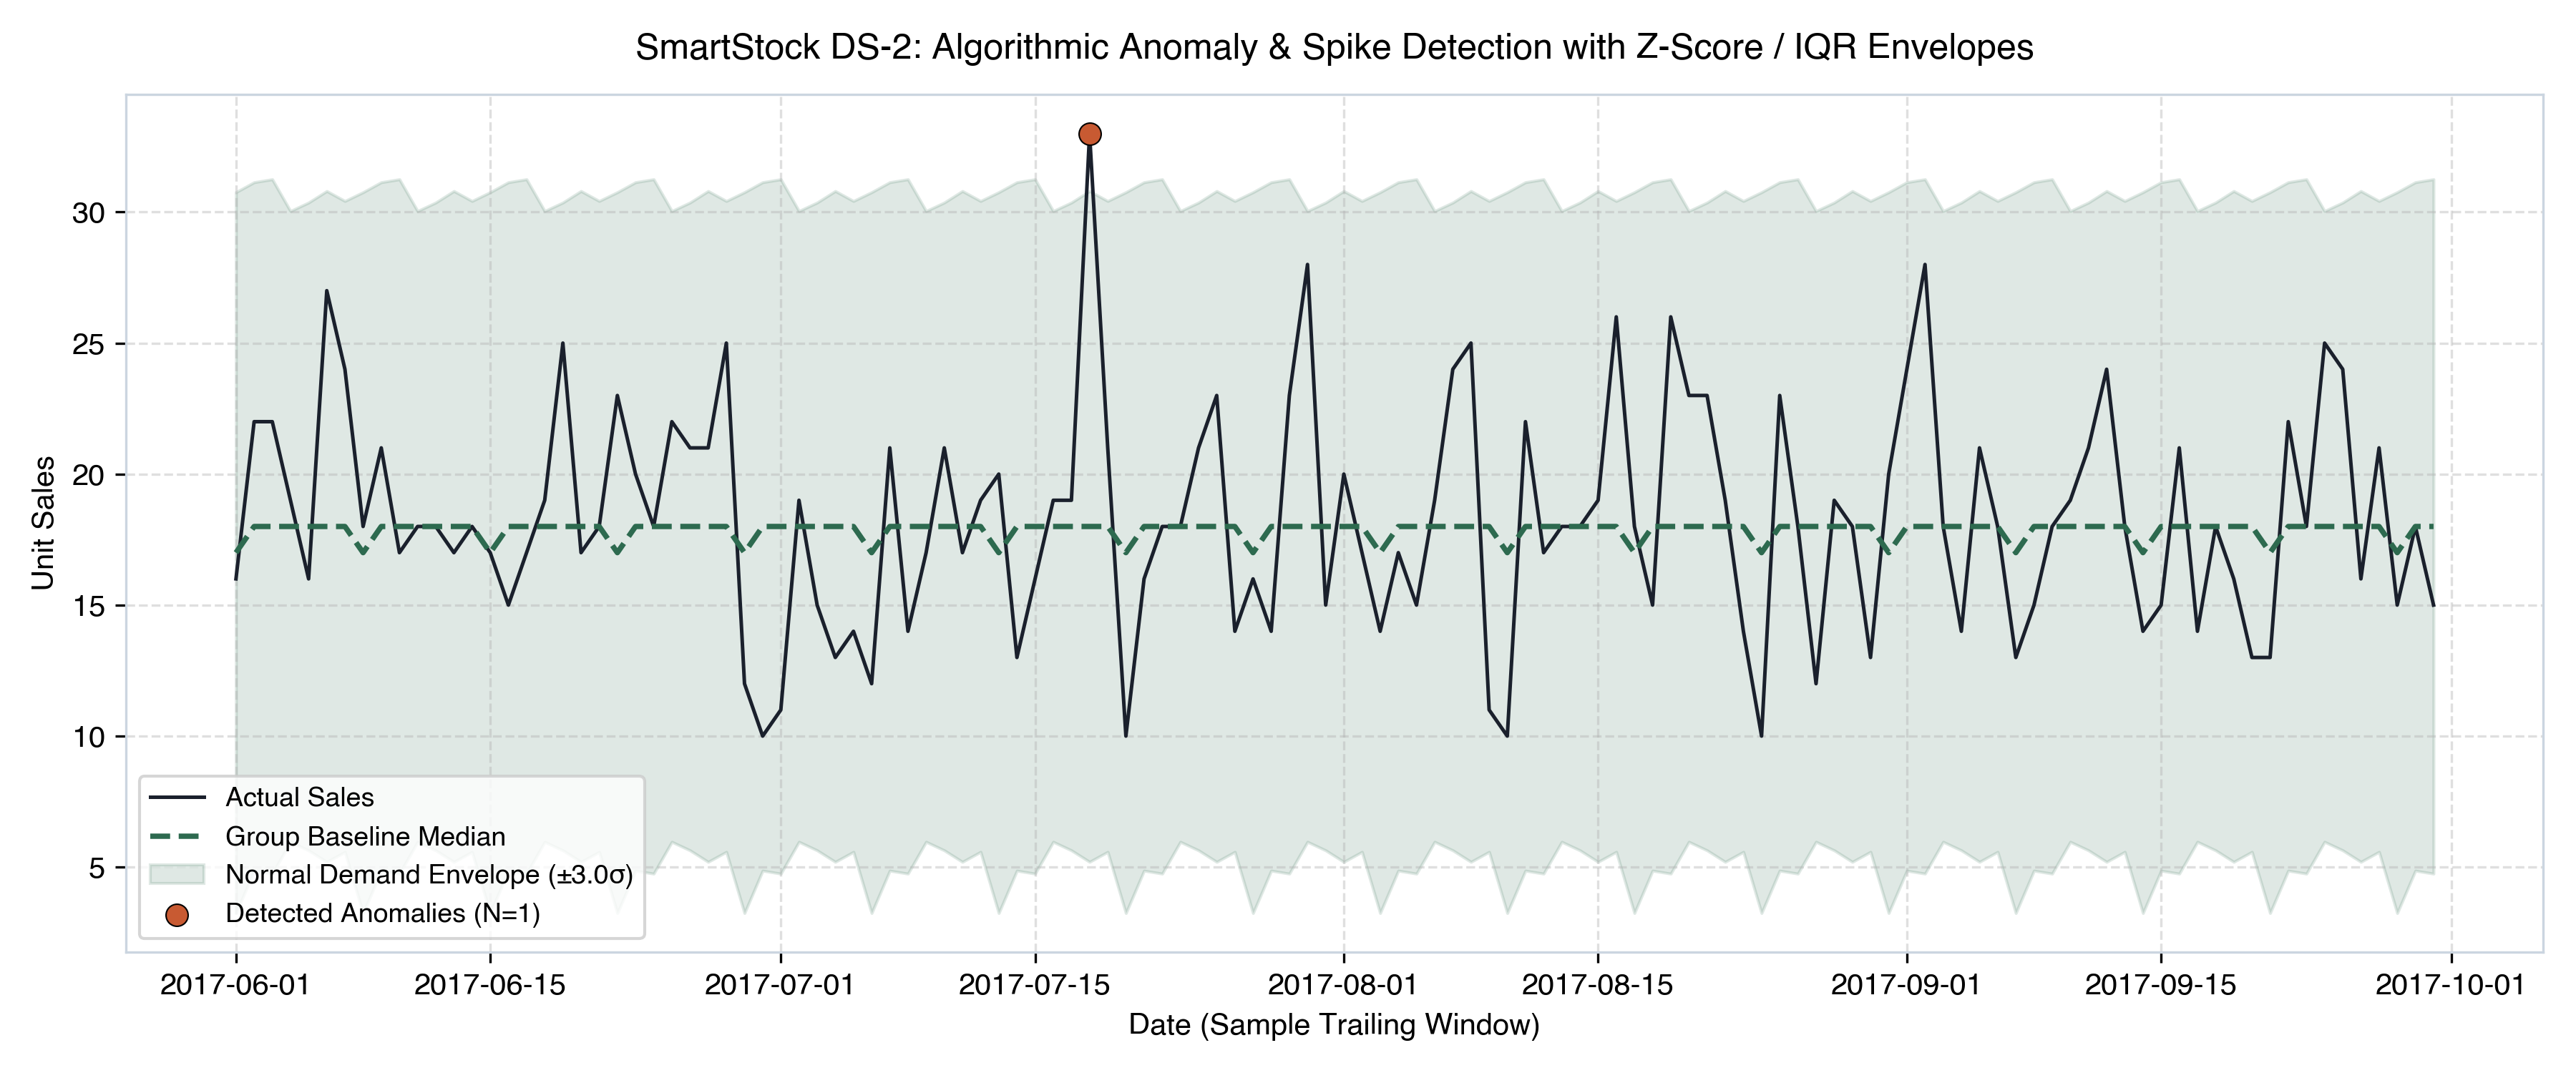 SmartStock DS-2: Algorithmic Anomaly & Spike Detection with Z-Score / IQR Envelopes
Unit Sales
30
25
20
15
10
5
Actual Sales
Group Baseline Median
Normal Demand Envelope (±3.0σ)
Detected Anomalies (N=1)
2017-06-01 2017-06-15 2017-07-01 2017-07-15 2017-08-01 2017-08-15 2017-09-01 2017-09-15 2017-10-01
Date (Sample Trailing Window)